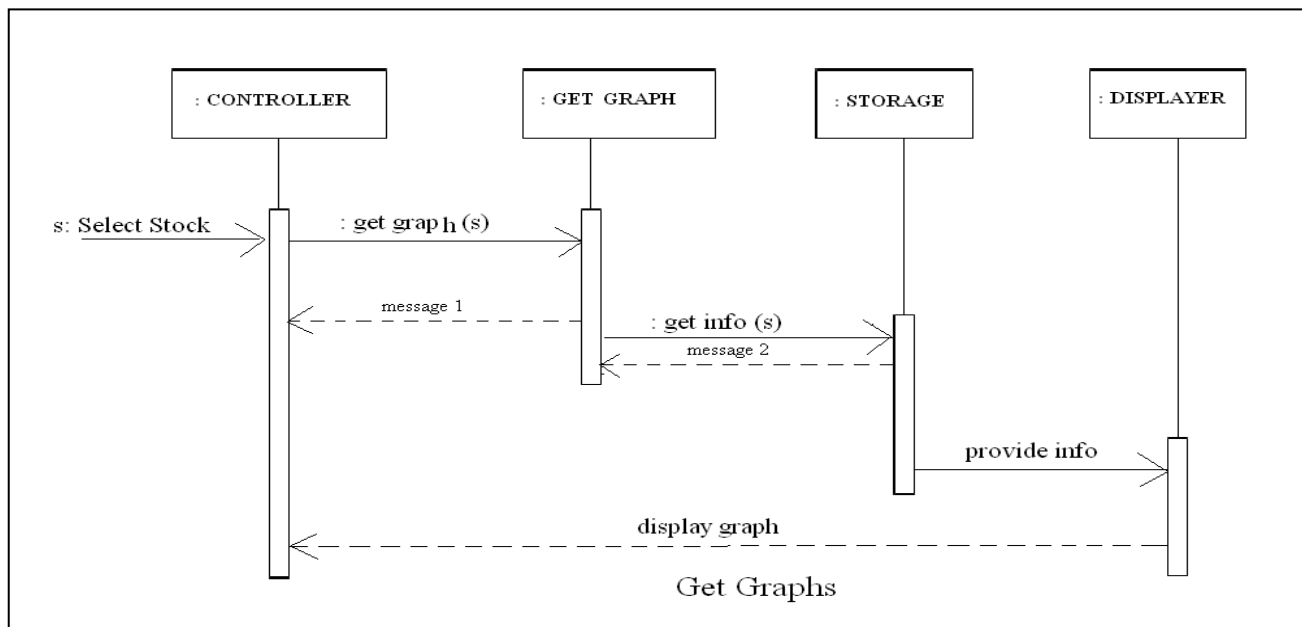 : CONTROLLER
: GET GRAPH
: STORAGE
: DISPLAYER
s: Select Stock
: get graph (s)
message 1
: get info (s)
message 2
provide info
display graph
Get Graphs